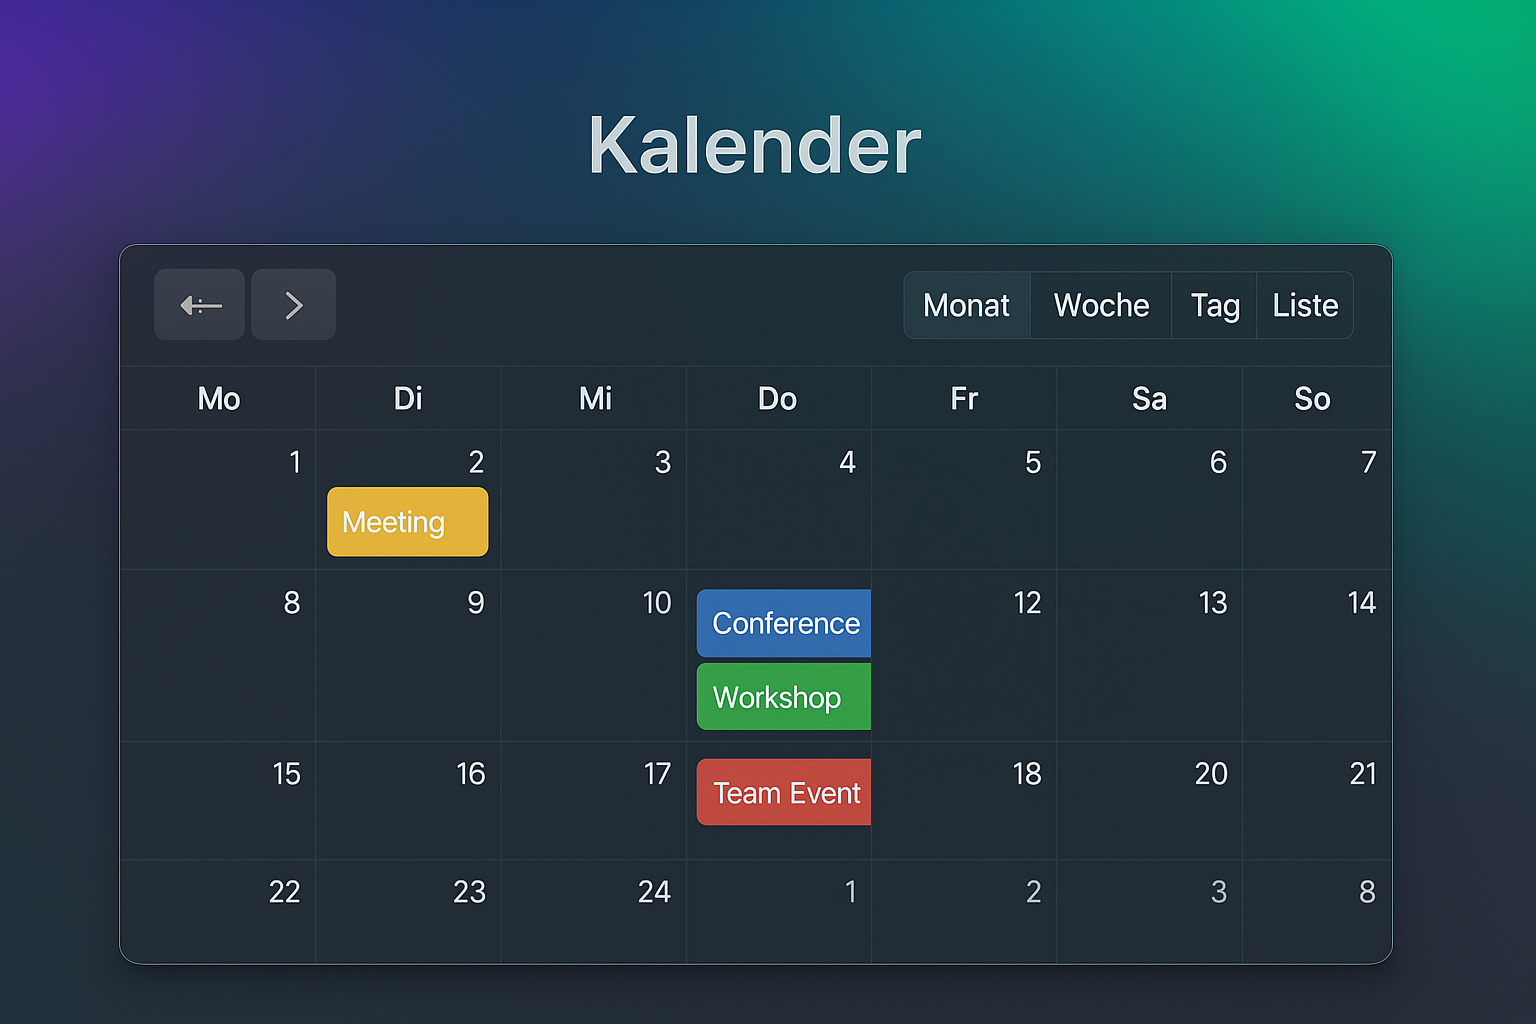 Kalender
Monat Woche Tag Liste
Mo Di Mi Do Fr Sa So
1 2 3 4 5 6 7
Meeting
8 9 10 12 13 14
Conference
Workshop
15 16 17 18 20 21
Team Event
22 23 24 1 2 3 8